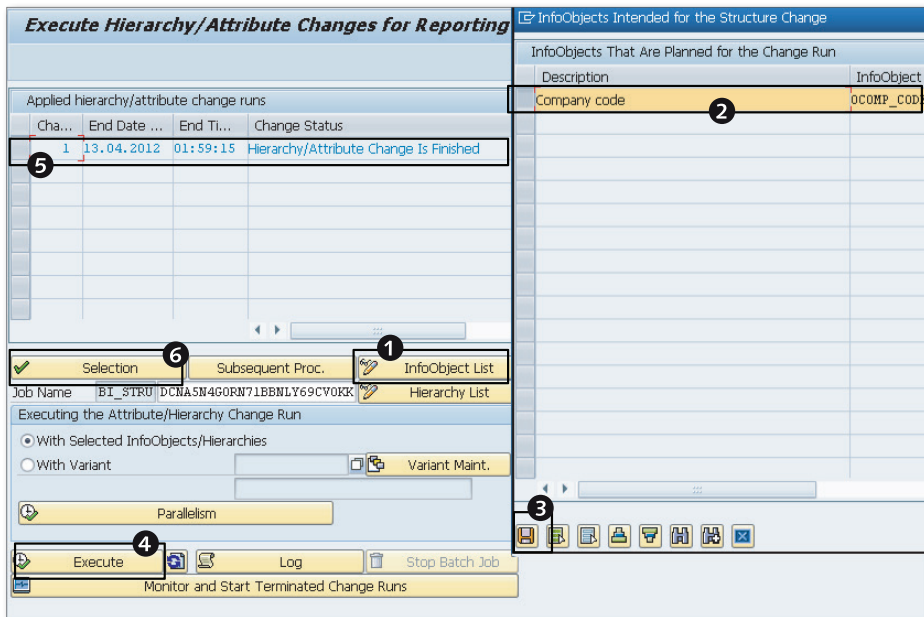 Execute Hierarchy/Attribute Changes for Reporting
Applied hierarchy/attribute change runs
Cha... End Date ... End Ti... Change Status
1 13.04.2012 01:59:15 Hierarchy/Attribute Change Is Finished
5
6
1
Selection Subsequent Proc. InfoObject List
Job Name BI_STRU DCNA5N4GORN71BBNLY69CVOKK Hierarchy List
Executing the Attribute/Hierarchy Change Run
With Selected InfoObjects/Hierarchies
With Variant Variant Maint.
Parallelism
4
Execute Log Stop Batch Job
Monitor and Start Terminated Change Runs
InfoObjects Intended for the Structure Change
InfoObjects That Are Planned for the Change Run
Description InfoObject
Company code 0COMP_COD
2
3